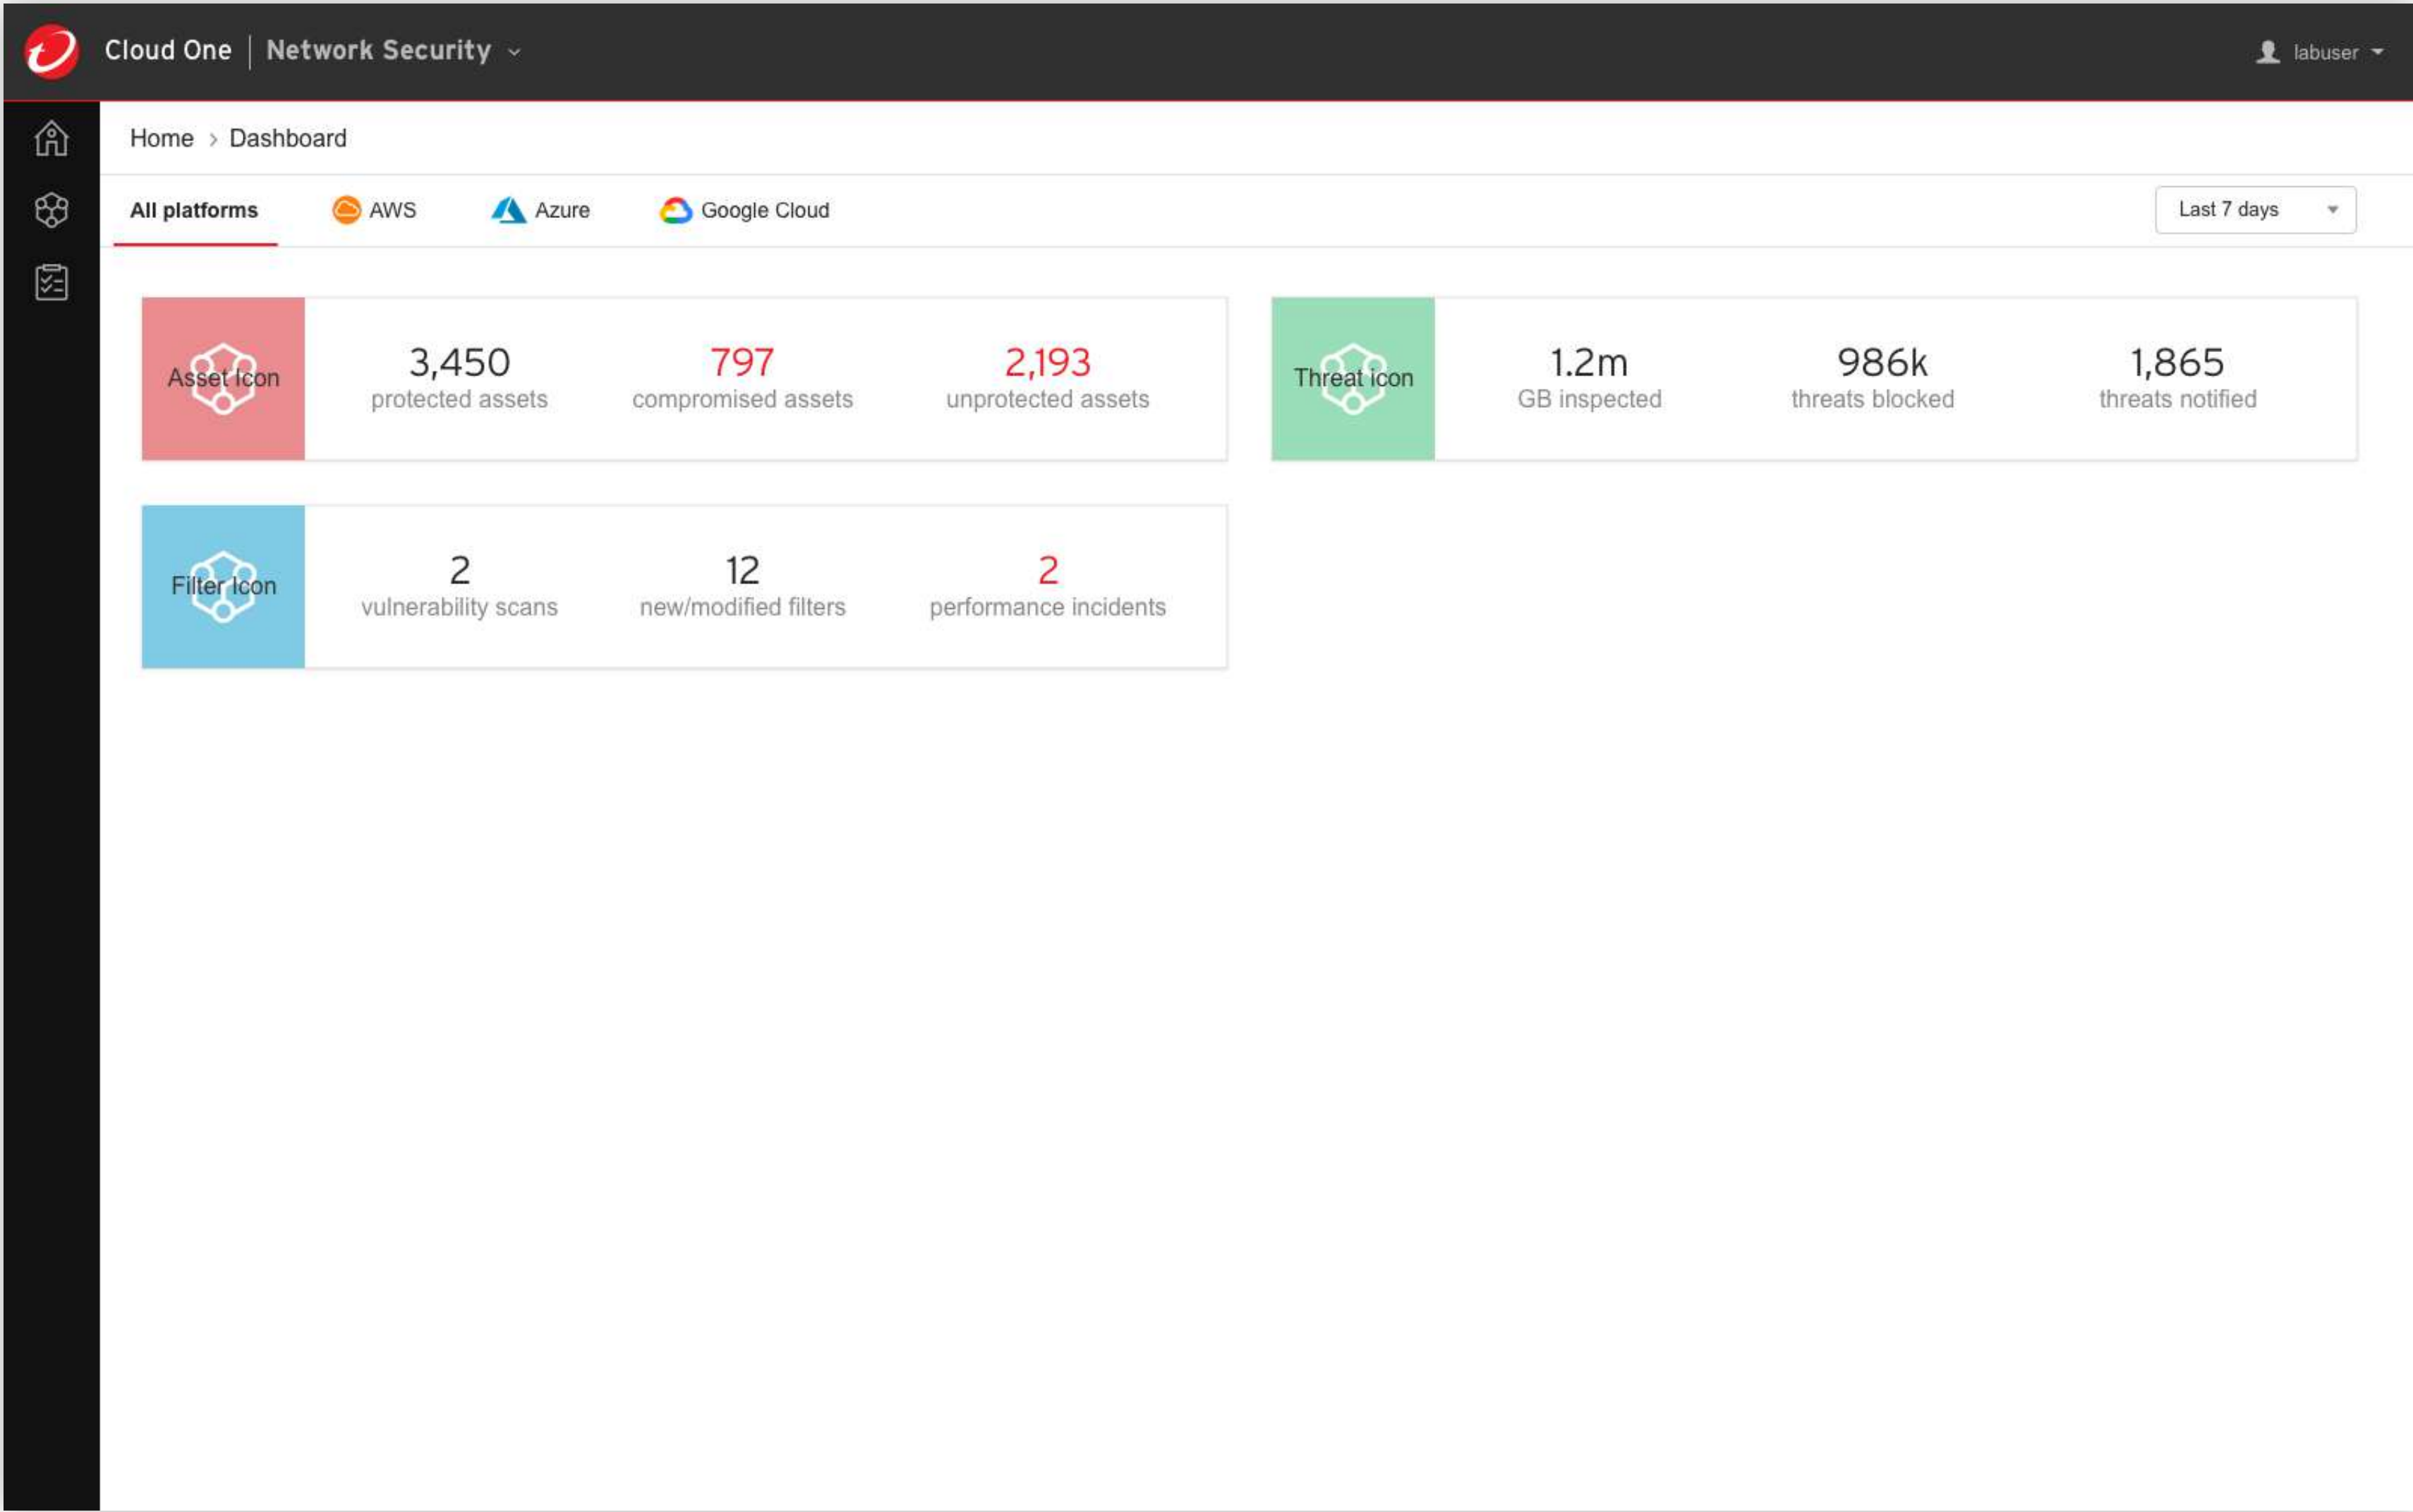 Cloud One | Network Security
labuser
Home > Dashboard
All platforms
AWS
Azure
Google Cloud
Last 7 days
Asset Icon
3,450
protected assets
797
compromised assets
2,193
unprotected assets
Threat icon
1.2m
GB inspected
986k
threats blocked
1,865
threats notified
Filter Icon
2
vulnerability scans
12
new/modified filters
2
performance incidents